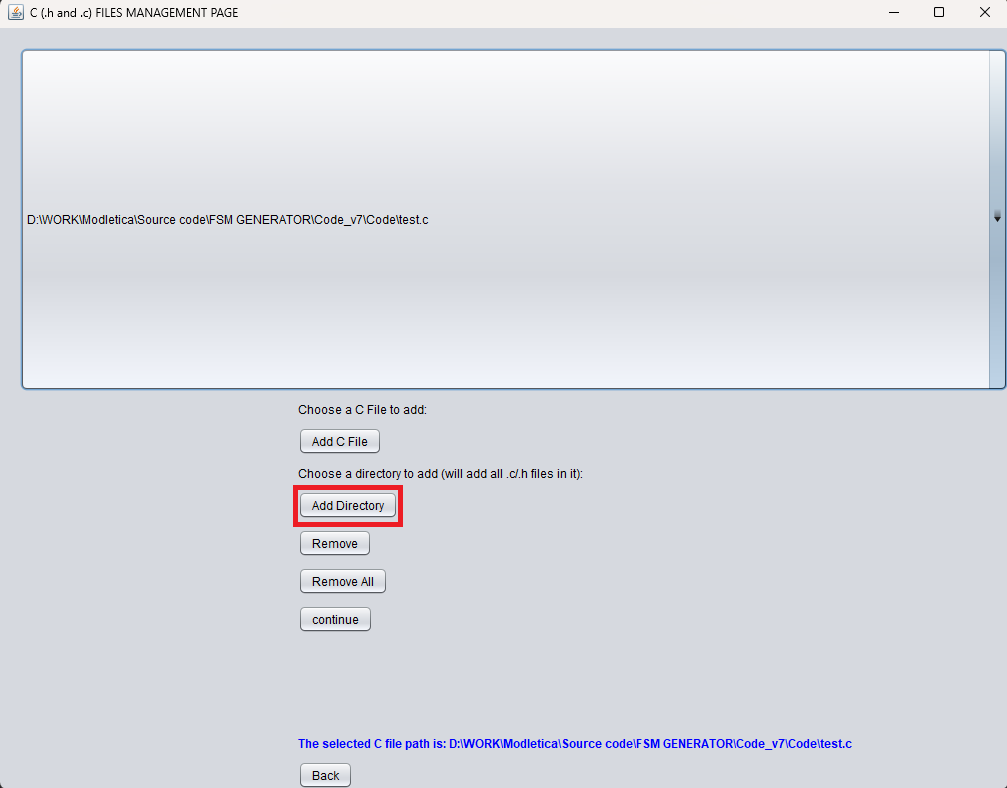 C (.h and .c) FILES MANAGEMENT PAGE
D:\WORK\Modletica\Source code\FSM GENERATOR\Code_v7\Code\test.c
Choose a C File to add:
Add C File
Choose a directory to add (will add all .c/.h files in it):
Add Directory
Remove
Remove All
continue
The selected C file path is: D:\WORK\Modletica\Source code\FSM GENERATOR\Code_v7\Code\test.c
Back